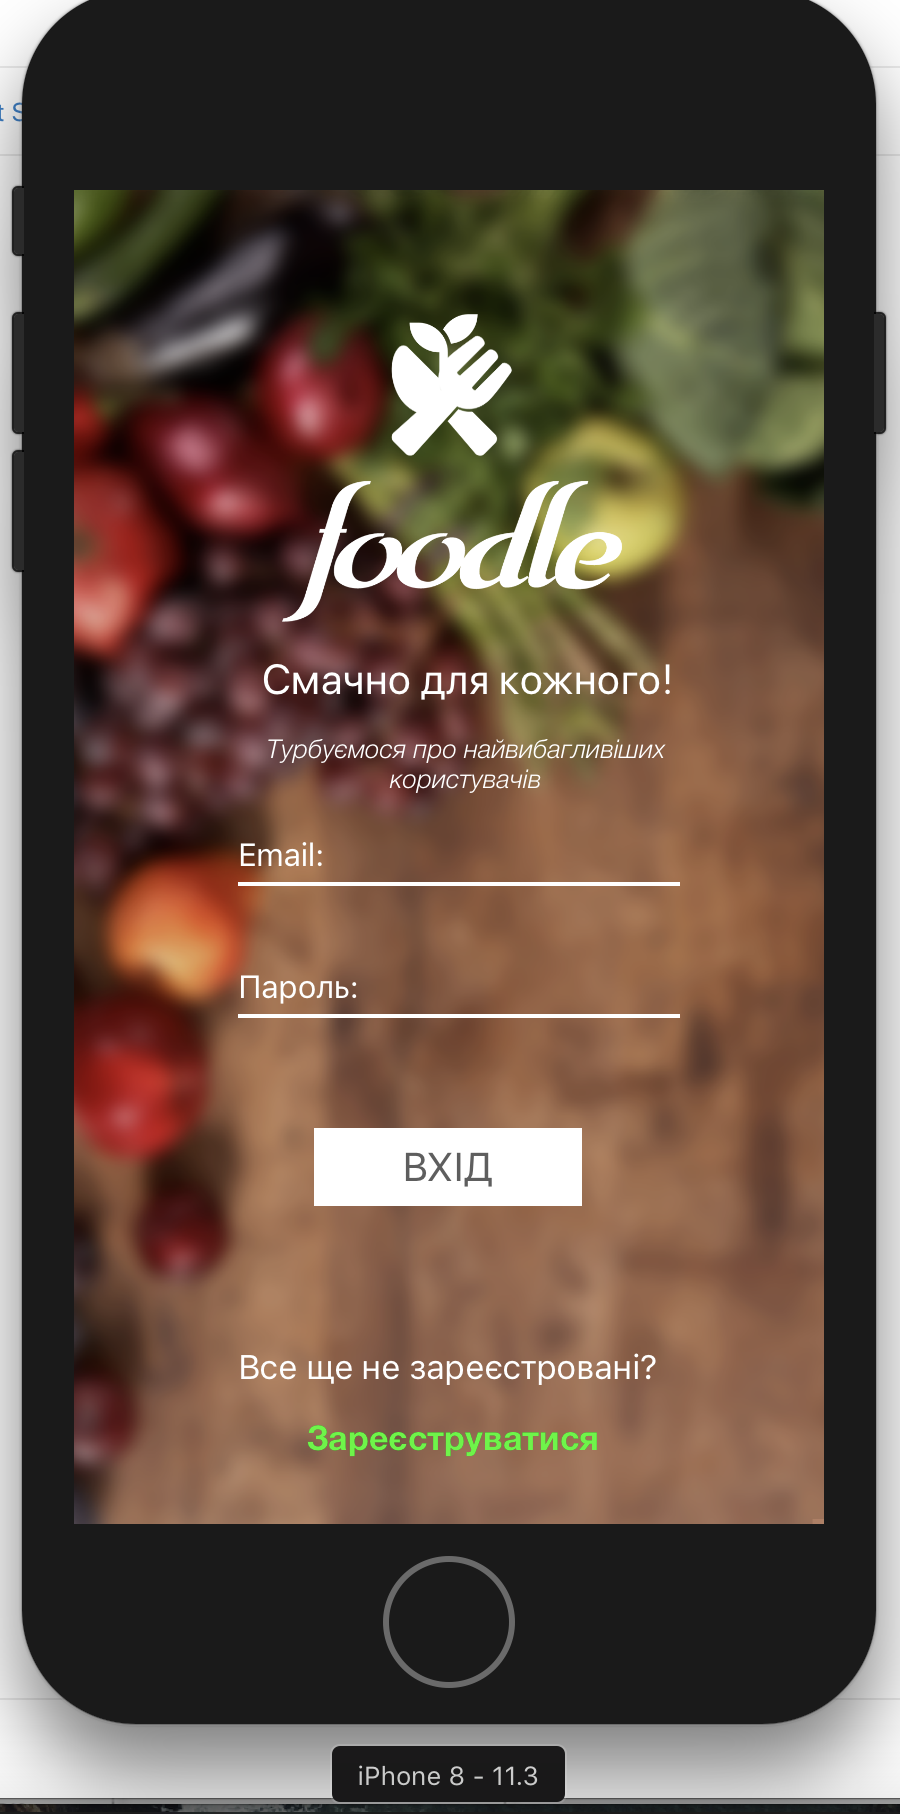 t S
foodle
Смачно для кожного!
Турбуємося про найвибагливіших
користувачів
Email:
Пароль:
ВХІД
Все ще не зареєстровані?
Зареєструватися
iPhone 8 - 11.3